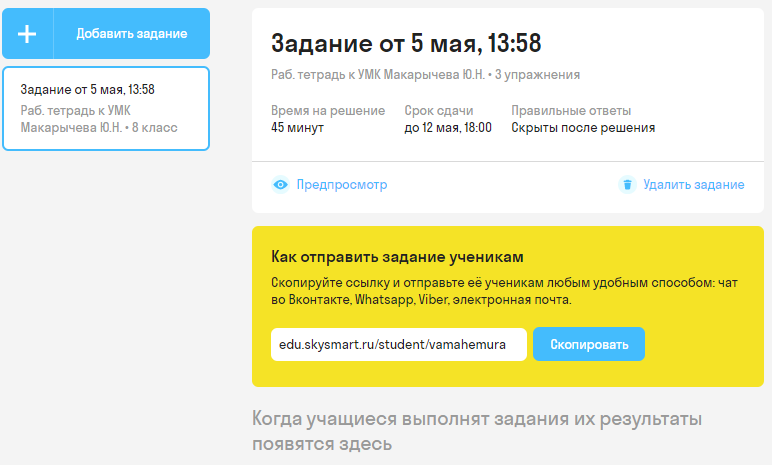 Добавить задание
Задание от 5 мая, 13:58
Раб. тетрадь к УМК
Макарычева Ю.Н. • 8 класс
Задание от 5 мая, 13:58
Раб. тетрадь к УМК Макарычева Ю.Н. • 3 упражнения
Время на решение
45 минут
Срок сдачи
до 12 мая, 18:00
Правильные ответы
Скрыты после решения
Предпросмотр
Удалить задание
Как отправить задание ученикам
Скопируйте ссылку и отправьте её ученикам любым удобным способом: чат
во Вконтакте, Whatsapp, Viber, электронная почта.
edu.skysmart.ru/student/vamahemura
Скопировать
Когда учащиеся выполнят задания их результаты
появятся здесь